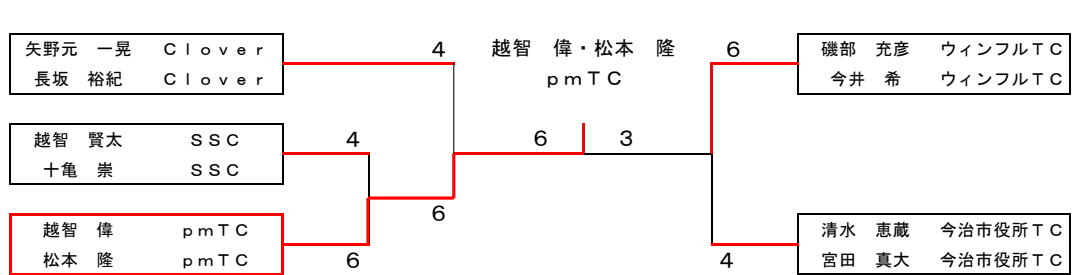 矢野元　一晃　Ｃｌｏｖｅｒ
長坂　裕紀　Ｃｌｏｖｅｒ
4
越智　偉・松本　隆
ｐｍＴＣ
6
磯部　充彦　ウィンフルＴＣ
今井　希　ウィンフルＴＣ
越智　賢太　ＳＳＣ
十亀　崇　ＳＳＣ
4
6
3
越智　偉　ｐｍＴＣ
松本　隆　ｐｍＴＣ
6
6
4
清水　恵蔵　今治市役所ＴＣ
宮田　真大　今治市役所ＴＣ